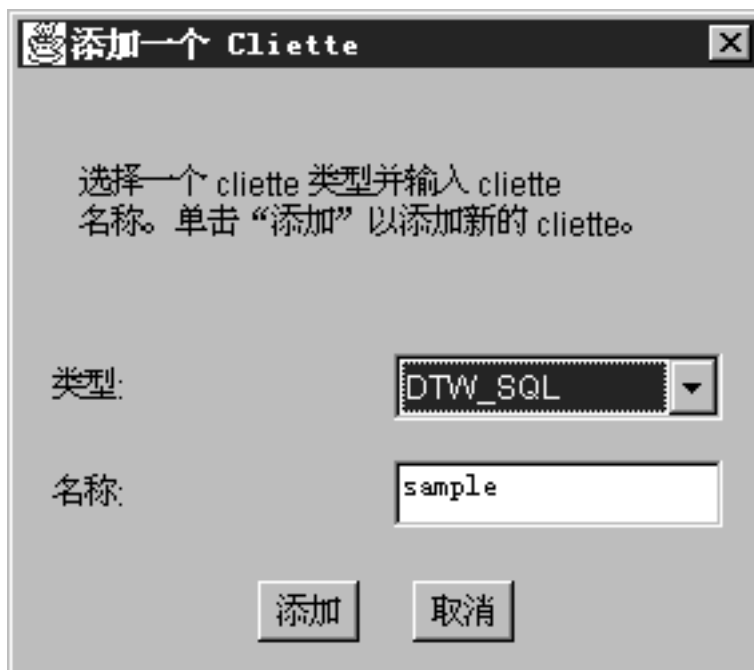 添加一个 Cliette
选择一个 cliette 类型并输入 cliette
名称。单击“添加”以添加新的 cliette。
类型:
DTW_SQL
名称:
sample
添加
取消